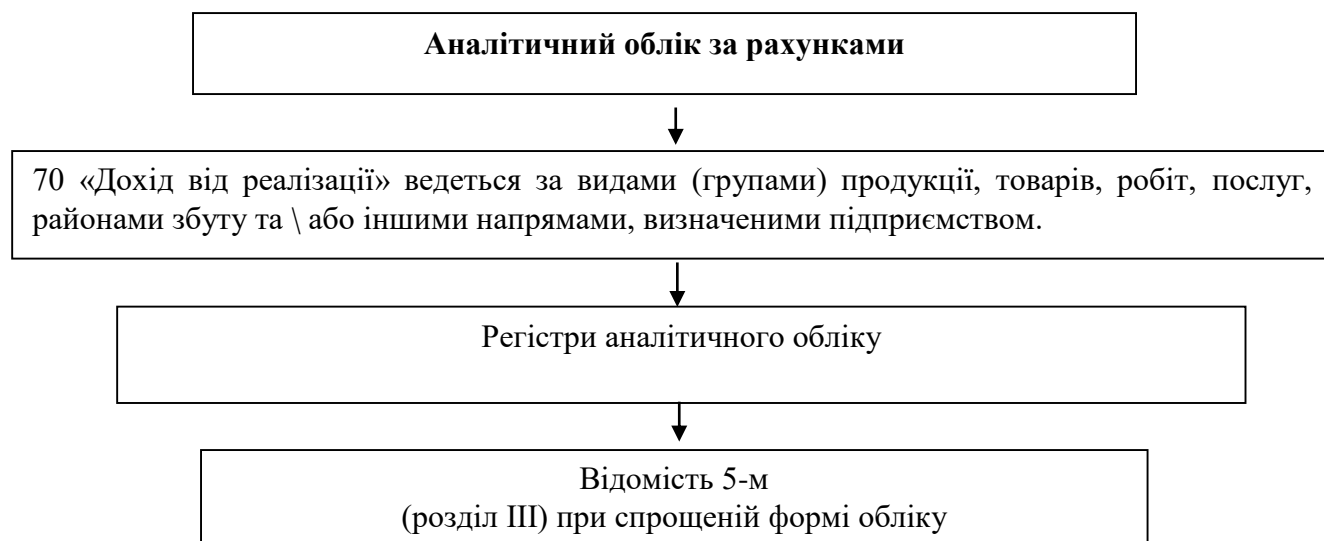 Аналітичний облік за рахунками
70 «Дохід від реалізації» ведеться за видами (групами) продукції, товарів, робіт, послуг,
районами збуту та \ або іншими напрямами, визначеними підприємством.
Регістри аналітичного обліку
Відомість 5-м
(розділ III) при спрощеній формі обліку